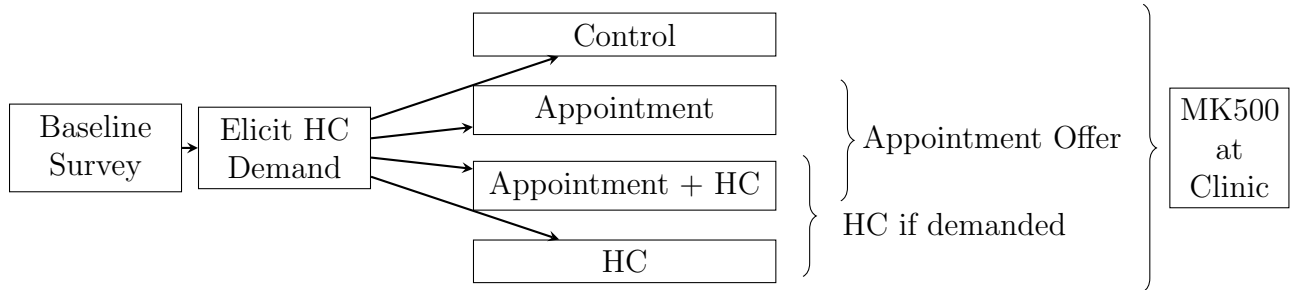 Baseline
Survey
Elicit HC
Demand
Control
Appointment
Appointment + HC
HC
Appointment Offer
HC if demanded
MK500
at
Clinic